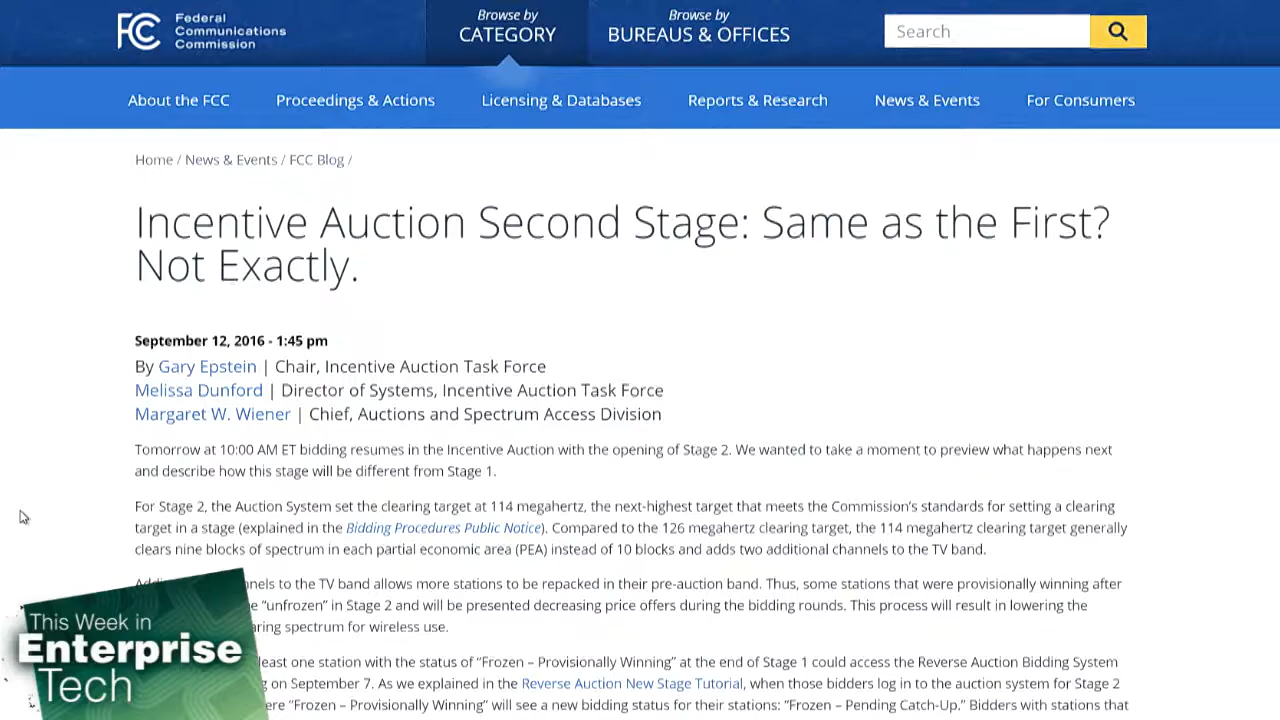 FCC
Federal
Communications
Commission
Browse by
CATEGORY
Browse by
BUREAUS & OFFICES
Search
About the FCC
Proceedings & Actions
Licensing & Databases
Reports & Research
News & Events
For Consumers
Home / News & Events / FCC Blog /
Incentive Auction Second Stage: Same as the First?
Not Exactly.
September 12, 2016 - 1:45 pm
By Gary Epstein | Chair, Incentive Auction Task Force
Melissa Dunford | Director of Systems, Incentive Auction Task Force
Margaret W. Wiener | Chief, Auctions and Spectrum Access Division
Tomorrow at 10:00 AM ET bidding resumes in the Incentive Auction with the opening of Stage 2. We wanted to take a moment to preview what happens next
and describe how this stage will be different from Stage 1.
For Stage 2, the Auction System set the clearing target at 114 megahertz, the next-highest target that meets the Commission's standards for setting a clearing
target in a stage (explained in the Bidding Procedures Public Notice). Compared to the 126 megahertz clearing target, the 114 megahertz clearing target generally
clears nine blocks of spectrum in each partial economic area (PEA) instead of 10 blocks and adds two additional channels to the TV band.
to the TV band allows more stations to be repacked in their pre-auction band. Thus, some stations that were provisionally winning after
"unfrozen" in Stage 2 and will be presented decreasing price offers during the bidding rounds. This process will result in lowering the
spectrum for wireless use.
least one station with the status of "Frozen – Provisionally Winning" at the end of Stage 1 could access the Reverse Auction Bidding System
on September 7. As we explained in the Reverse Auction New Stage Tutorial, when those bidders log in to the auction system for Stage 2
"Frozen – Provisionally Winning" will see a new bidding status for their stations: "Frozen – Pending Catch-Up." Bidders with stations that
This Week in
Enterprise
Tech